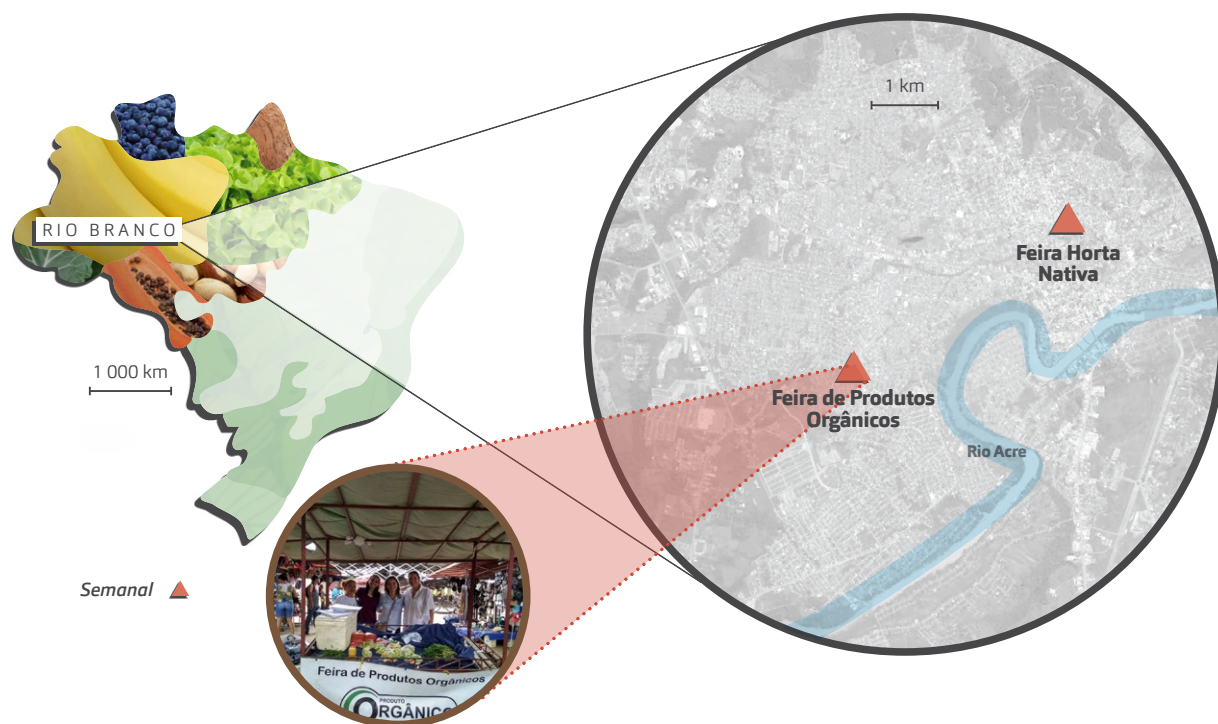 1 km
RIO BRANCO
Feira Horta
Nativa
1 000 km
Feira de Produtos
Orgânicos
Rio Acre
Semanal
Feira de Produtos Orgânicos
PRODUTO
ORGÂNICO